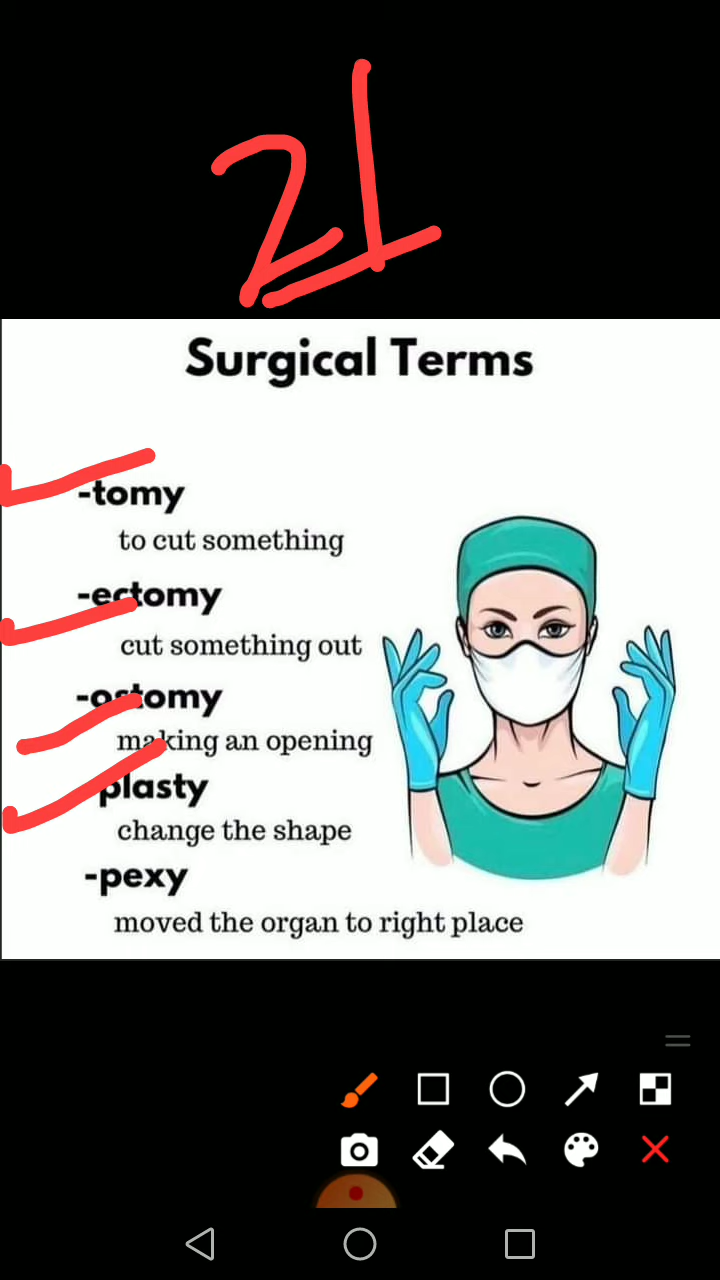 21
Surgical Terms
-tomy
to cut something
-ectomy
cut something out
-ostomy
making an opening
plasty
change the shape
-pexy
moved the organ to right place